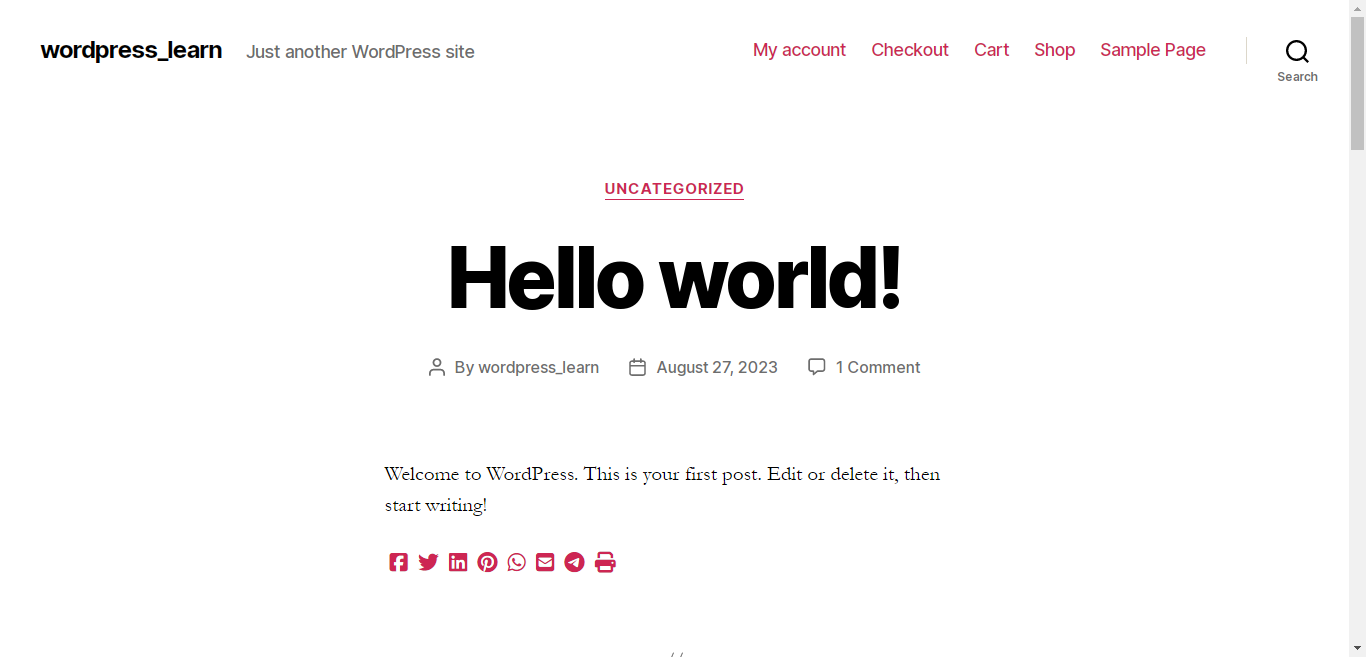 wordpress_learn Just another WordPress site My account Checkout Cart Shop Sample Page
Search
UNCATEGORIZED
Hello world!
By wordpress_learn August 27, 2023 1 Comment
Welcome to WordPress. This is your first post. Edit or delete it, then
start writing!